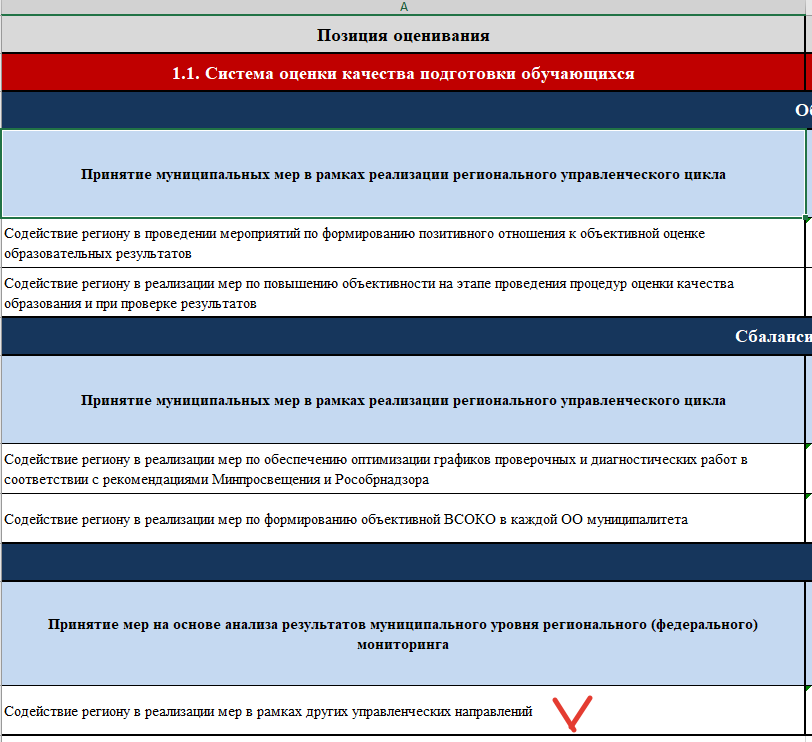 A
Позиция оценивания
1.1. Система оценки качества подготовки обучающихся
Принятие муниципальных мер в рамках реализации регионального управленческого цикла
Содействие региону в проведении мероприятий по формированию позитивного отношения к объективной оценке
образовательных результатов
Содействие региону в реализации мер по повышению объективности на этапе проведения процедур оценки качества
образования и при проверке результатов
Сбаланси
Принятие муниципальных мер в рамках реализации регионального управленческого цикла
Содействие региону в реализации мер по обеспечению оптимизации графиков проверочных и диагностических работ в
соответствии с рекомендациями Минпросвещения и Рособрнадзора
Содействие региону в реализации мер по формированию объективной ВСОКО в каждой ОО муниципалитета
Принятие мер на основе анализа результатов муниципального уровня регионального (федерального)
мониторинга
Содействие региону в реализации мер в рамках других управленческих направлений